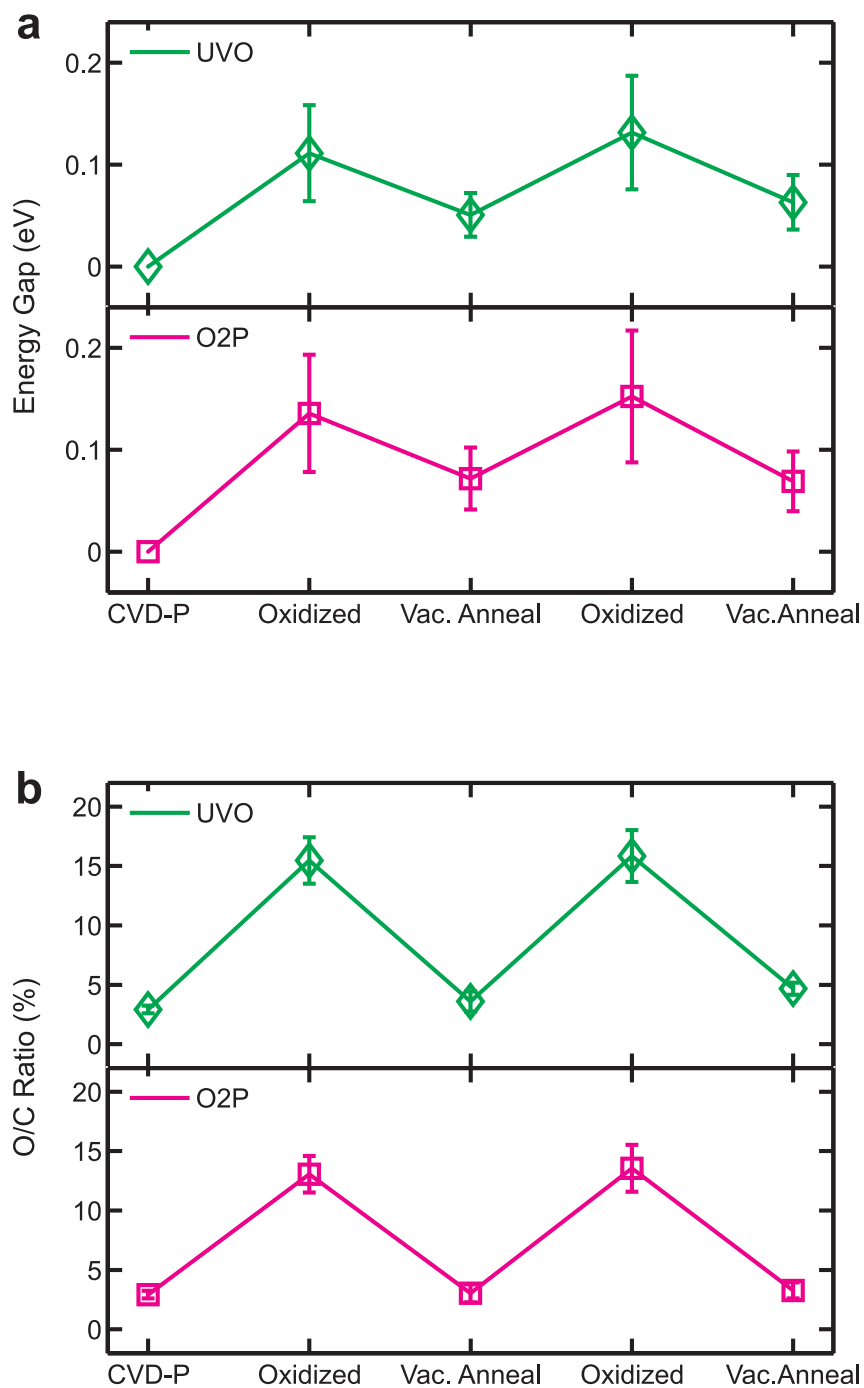 a
UVO
0.2
0.1
0
O2P
0.2
0.1
0
Energy Gap (eV)
CVD-P Oxidized Vac. Anneal Oxidized Vac.Anneal
b
UVO
20
15
10
5
0
O2P
20
15
10
5
0
O/C Ratio (%)
CVD-P Oxidized Vac. Anneal Oxidized Vac.Anneal